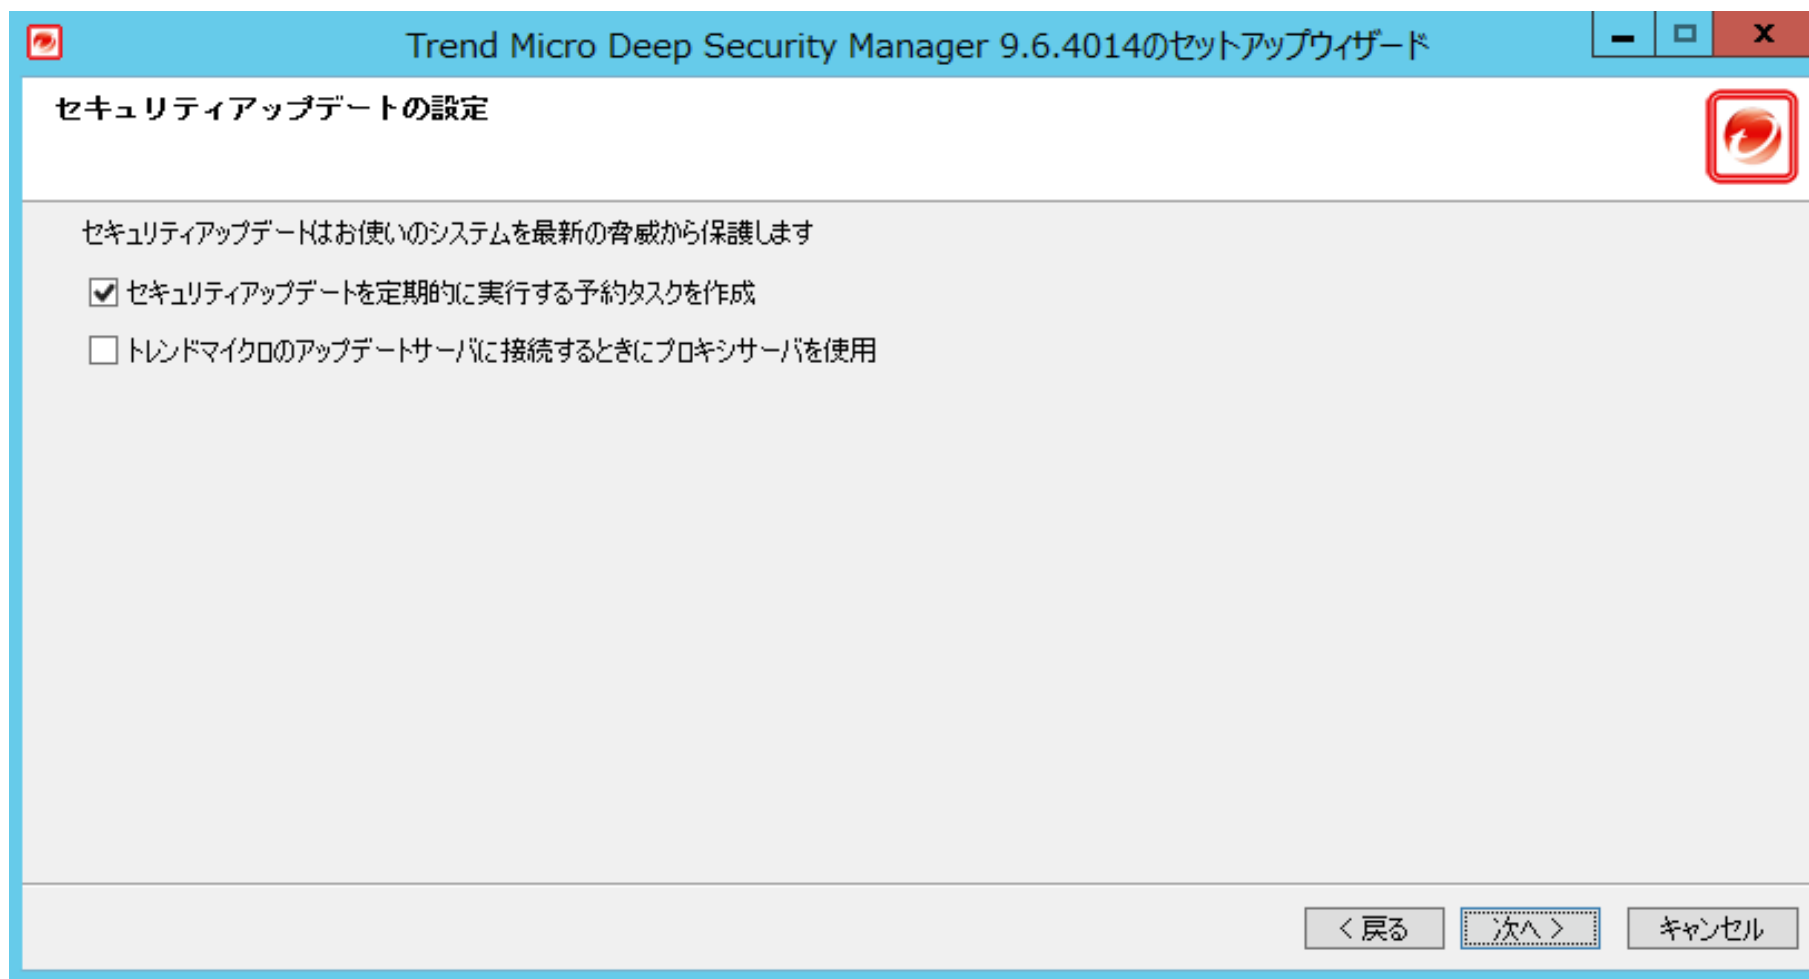 Trend Micro Deep Security Manager 9.6.4014のセットアップウィザード
セキュリティアップデートの設定
セキュリティアップデートはお使いのシステムを最新の脅威から保護します
セキュリティアップデートを定期的に実行する予約タスクを作成
トレンドマイクロのアップデートサーバに接続するときにプロキシサーバを使用
< 戻る 次へ > キャンセル